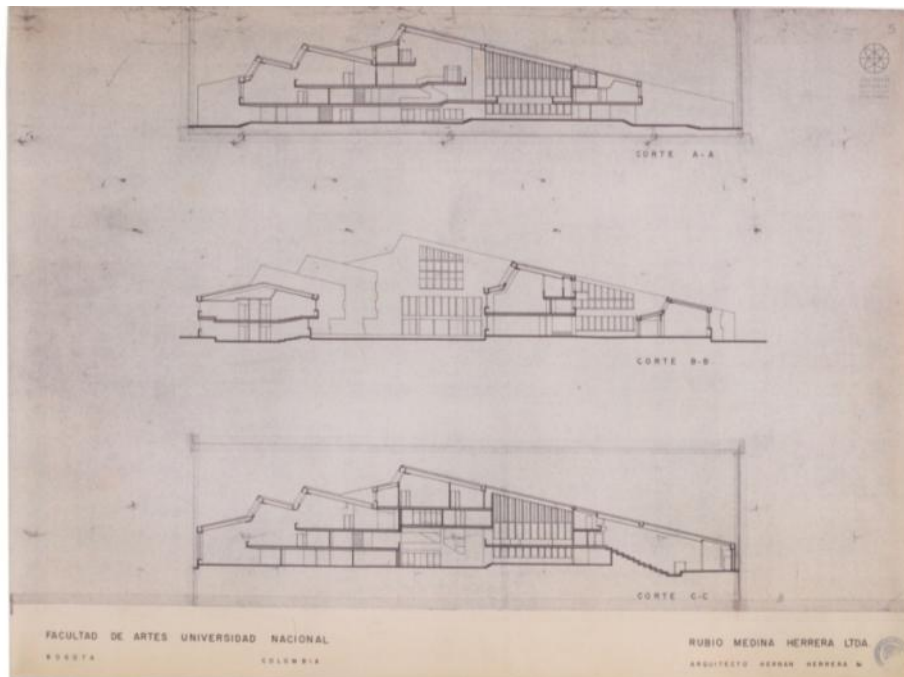 CORTE A-A
CORTE B-B
CORTE C-C
FACULTAD DE ARTES UNIVERSIDAD NACIONAL
BOGOTA COLOMBIA
RUBIO MEDINA HERRERA LTDA
ARQUITECTO HERNAN HERRERA